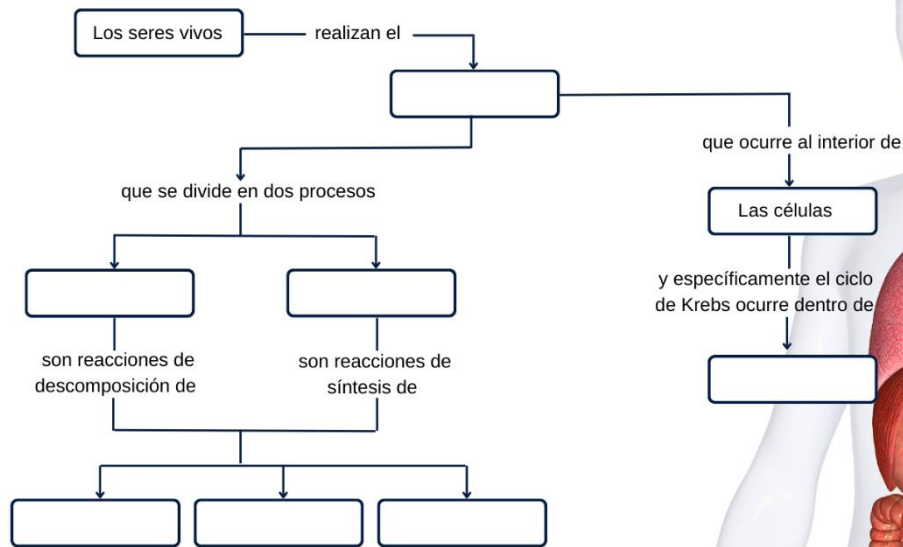 Los seres vivos
realizan el
que ocurre al interior de
que se divide en dos procesos
Las células
y específicamente el ciclo
de Krebs ocurre dentro de
son reacciones de
descomposición de
son reacciones de
síntesis de